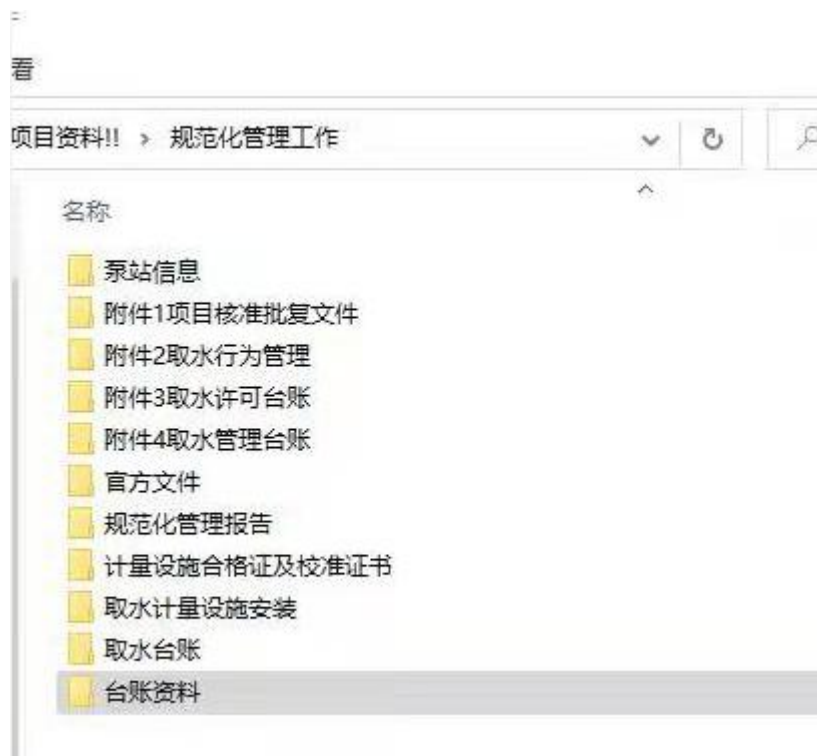 看
项目资料!! › 规范化管理工作
名称
泵站信息
附件1项目核准批复文件
附件2取水行为管理
附件3取水许可台账
附件4取水管理台账
官方文件
规范化管理报告
计量设施合格证及校准证书
取水计量设施安装
取水台账
台账资料